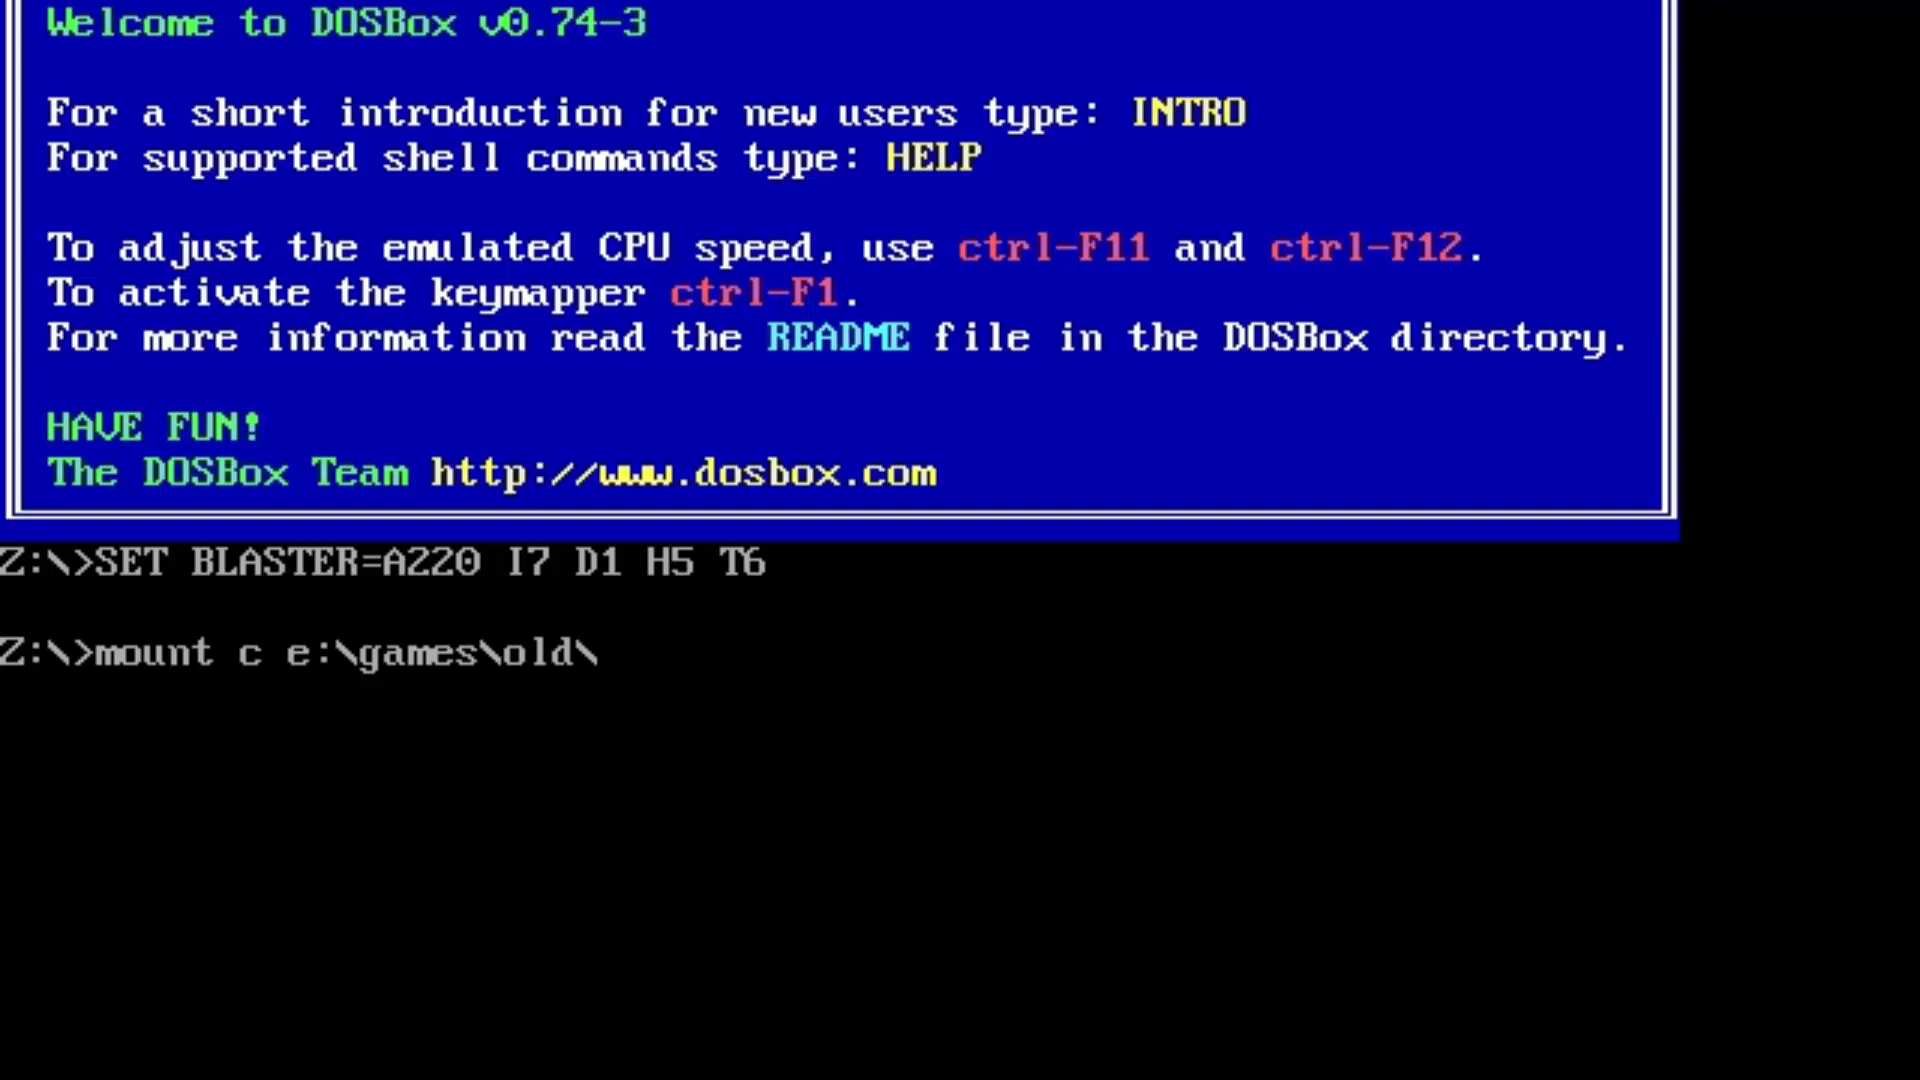 Welcome to DOSBox v0.74-3
For a short introduction for new users type: INTRO
For supported shell commands type: HELP
To adjust the emulated CPU speed, use ctrl-F11 and ctrl-F12.
To activate the keymapper ctrl-F1.
For more information read the README file in the DOSBox directory.
HAVE FUN!
The DOSBox Team http://www.dosbox.com
Z:\>SET BLASTER=A220 I7 D1 H5 T6
Z:\>mount c e:\games\old\